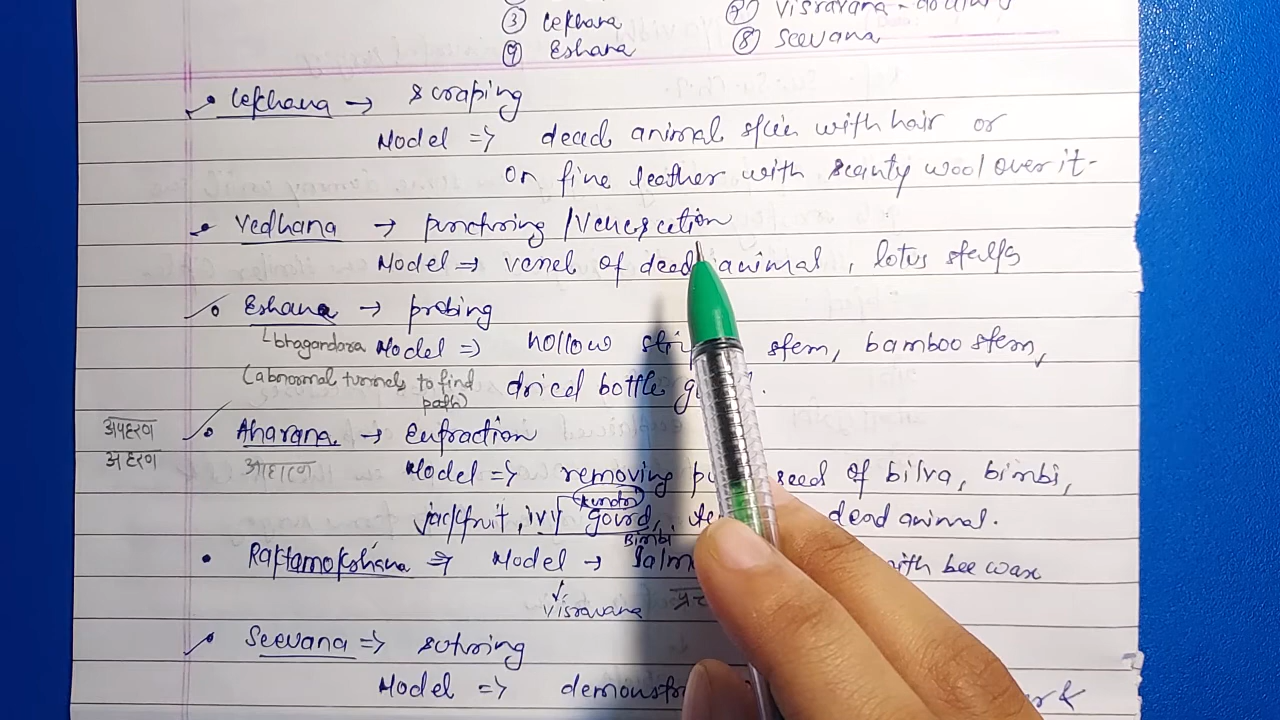 ③ Lekhana ⑦ Visravana -
④ Eshana ⑧ Seevana
Lekhana → scraping
Model => dead animal skin with hair or
on fine leather with scanty wool over it-
Vedhana → puncturing /Venesection
Model → vessel of dead animal, lotus stalks
Eshana → probing
bhagandara Model => hollow stem, bamboo stem,
(abnormal tunnels to find path) dried bottle
अपहरण Aharana → Extraction
अहरण आहारण Model => removing seed of bilva, bimbi,
(kundru)
jackfruit, ivy gourd, dead animal.
Bimbi
Raktamokshana => Model → with bee wax
Visravana
Seevana => suturing
Model =>